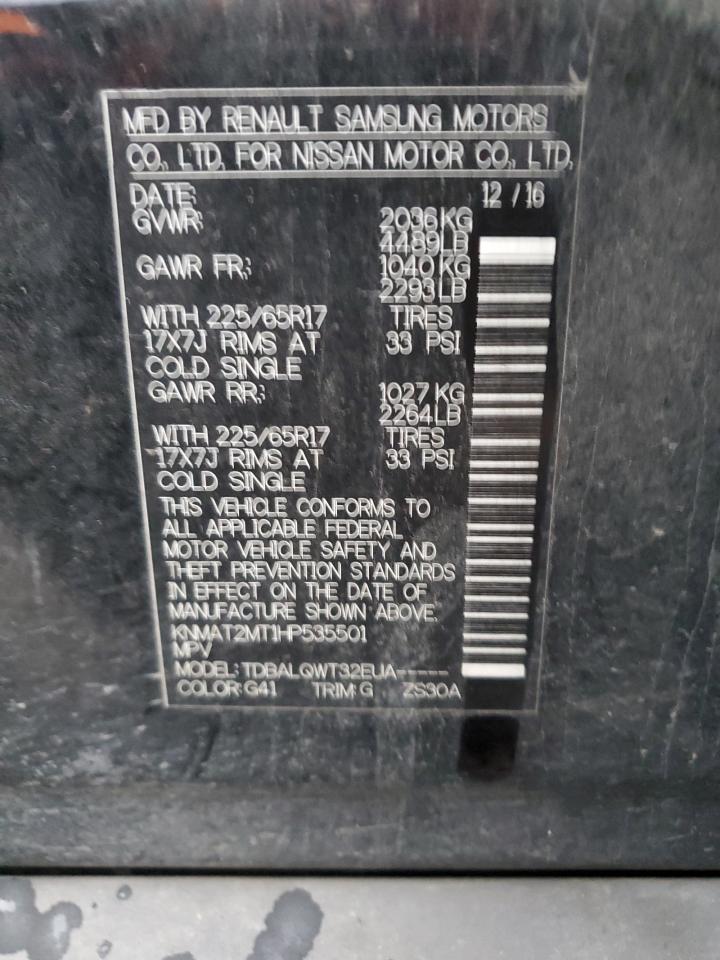 MFD BY RENAULT SAMSUNG MOTORS
CO., LTD. FOR NISSAN MOTOR CO., LTD.
DATE: 12 / 16
GVWR: 2036KG
4489LB
GAWR FR.: 1040KG
2293LB
WITH 225/65R17 TIRES
17X7J RIMS AT 33 PSI
COLD SINGLE
GAWR RR.: 1027KG
2264LB
WITH 225/65R17 TIRES
17X7J RIMS AT 33 PSI
COLD SINGLE
THIS VEHICLE CONFORMS TO
ALL APPLICABLE FEDERAL
MOTOR VEHICLE SAFETY AND
THEFT PREVENTION STANDARDS
IN EFFECT ON THE DATE OF
MANUFACTURE SHOWN ABOVE.
KNMAT2MT1HP535501
MPV
MODEL: TDBALQWT32EUA-----
COLOR:G41 TRIM:G ZS30A